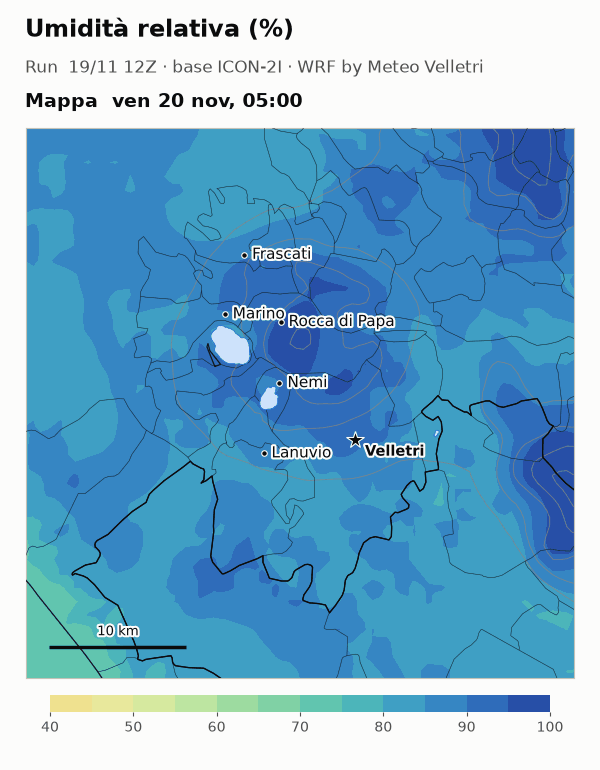 Umidità relativa (%)
Run 19/11 12Z · base ICON-2I · WRF by Meteo Velletri
Mappa ven 20 nov, 05:00
Frascati
Marino
Rocca di Papa
Nemi
Velletri
Lanuvio
10 km
40 50 60 70 80 90 100